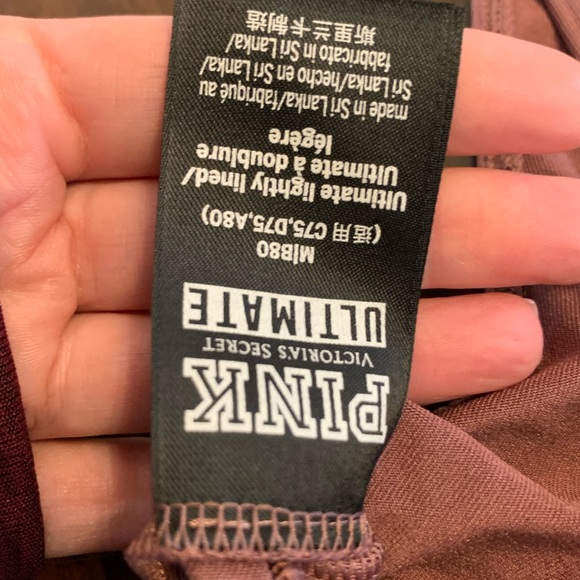 PINK
VICTORIA'S SECRET
ULTIMATE
M|B80
(适用 C75,D75,A80)
Ultimate lightly lined/
Ultimate à doublure
légère
made in Sri Lanka/fabriqué au
Sri Lanka/hecho en Sri Lanka/
fabbricato in Sri Lanka/
斯里兰卡制造